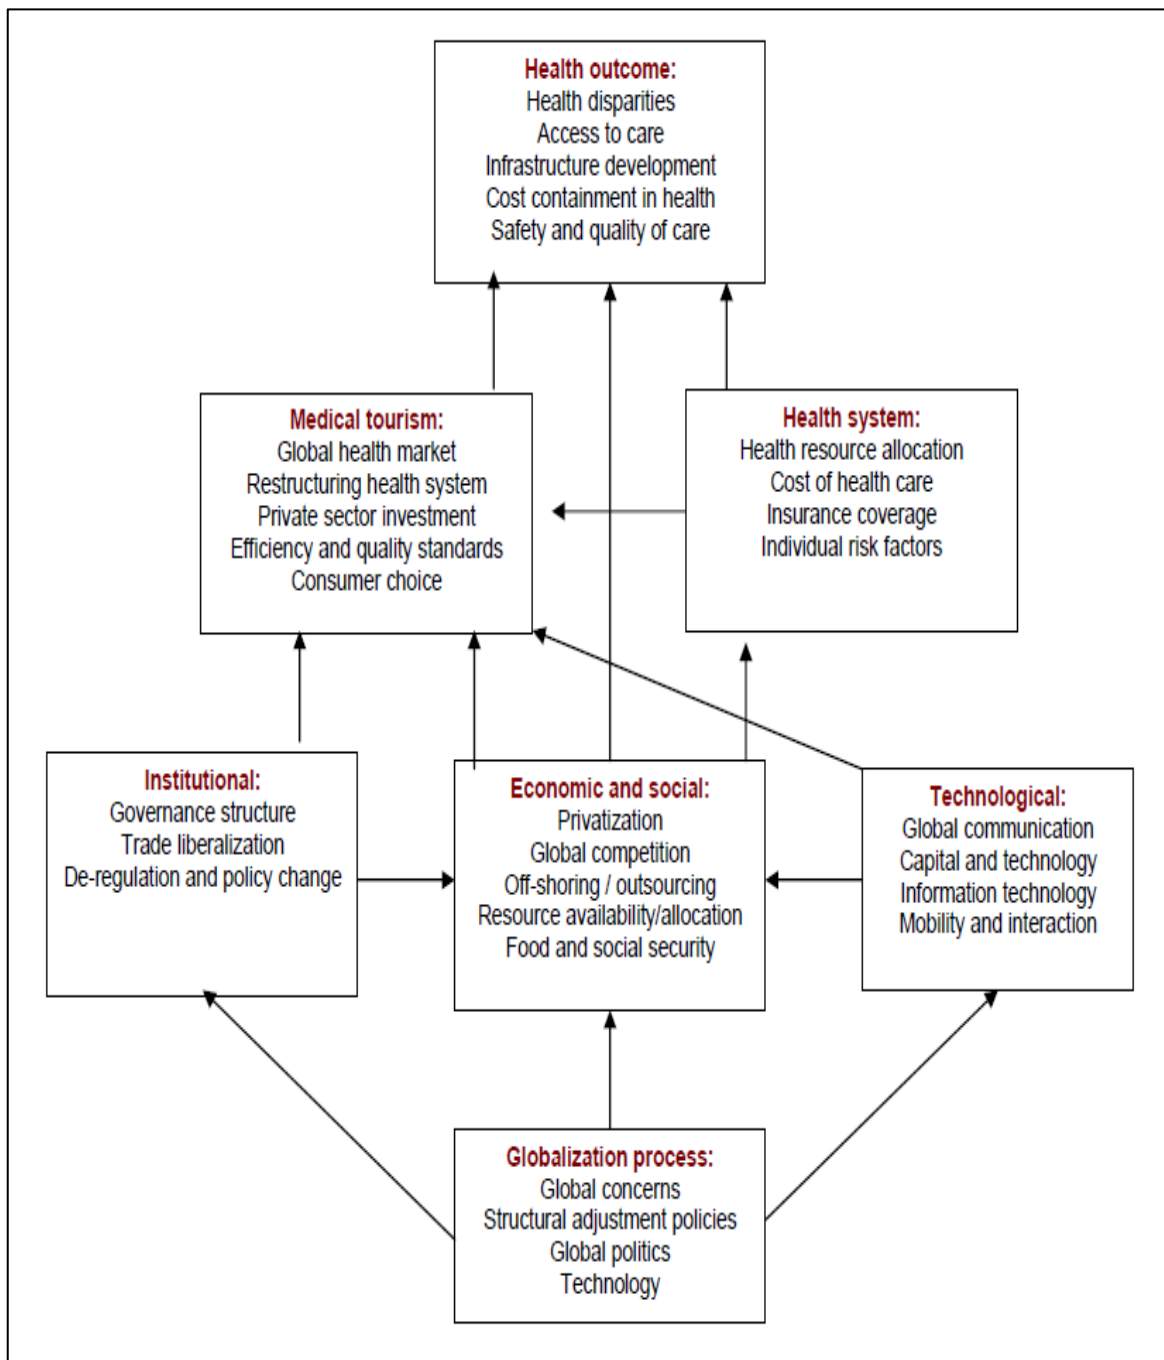 Health outcome:
Health disparities
Access to care
Infrastructure development
Cost containment in health
Safety and quality of care
Medical tourism:
Global health market
Restructuring health system
Private sector investment
Efficiency and quality standards
Consumer choice
Health system:
Health resource allocation
Cost of health care
Insurance coverage
Individual risk factors
Institutional:
Governance structure
Trade liberalization
De-regulation and policy change
Economic and social:
Privatization
Global competition
Off-shoring / outsourcing
Resource availability/allocation
Food and social security
Technological:
Global communication
Capital and technology
Information technology
Mobility and interaction
Globalization process:
Global concerns
Structural adjustment policies
Global politics
Technology